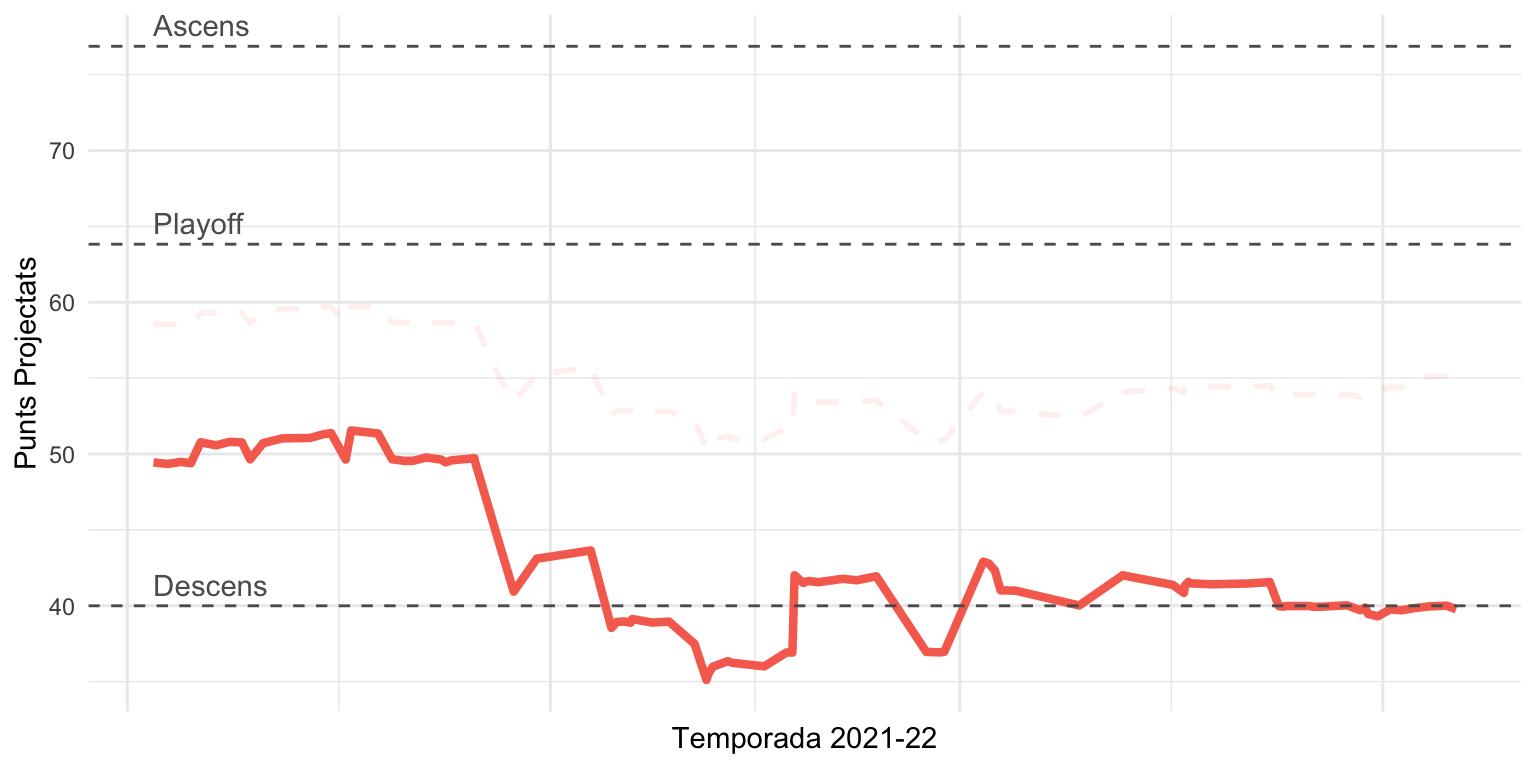 Ascens
70
Playoff
60
Punts Projectats
50
Descens
40
Temporada 2021-22